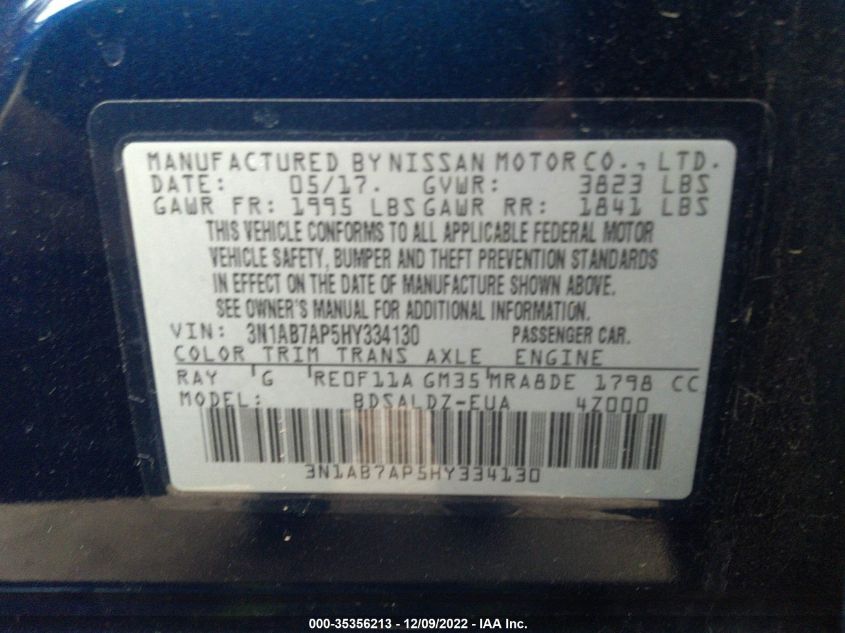 MANUFACTURED BY NISSAN MOTOR CO., LTD.
DATE: 05/17. GVWR: 3823 LBS
GAWR FR: 1995 LBS GAWR RR: 1841 LBS
THIS VEHICLE CONFORMS TO ALL APPLICABLE FEDERAL MOTOR
VEHICLE SAFETY, BUMPER AND THEFT PREVENTION STANDARDS
IN EFFECT ON THE DATE OF MANUFACTURE SHOWN ABOVE.
SEE OWNER'S MANUAL FOR ADDITIONAL INFORMATION.
VIN: 3N1AB7AP5HY334130 PASSENGER CAR.
COLOR TRIM TRANS AXLE ENGINE
RAY G RE0F11A GM35 MRA8DE 1798 CC
MODEL: BDSALDZ-EUA 4Z000
3N1AB7AP5HY334130
000-35356213 - 12/09/2022 - IAA Inc.